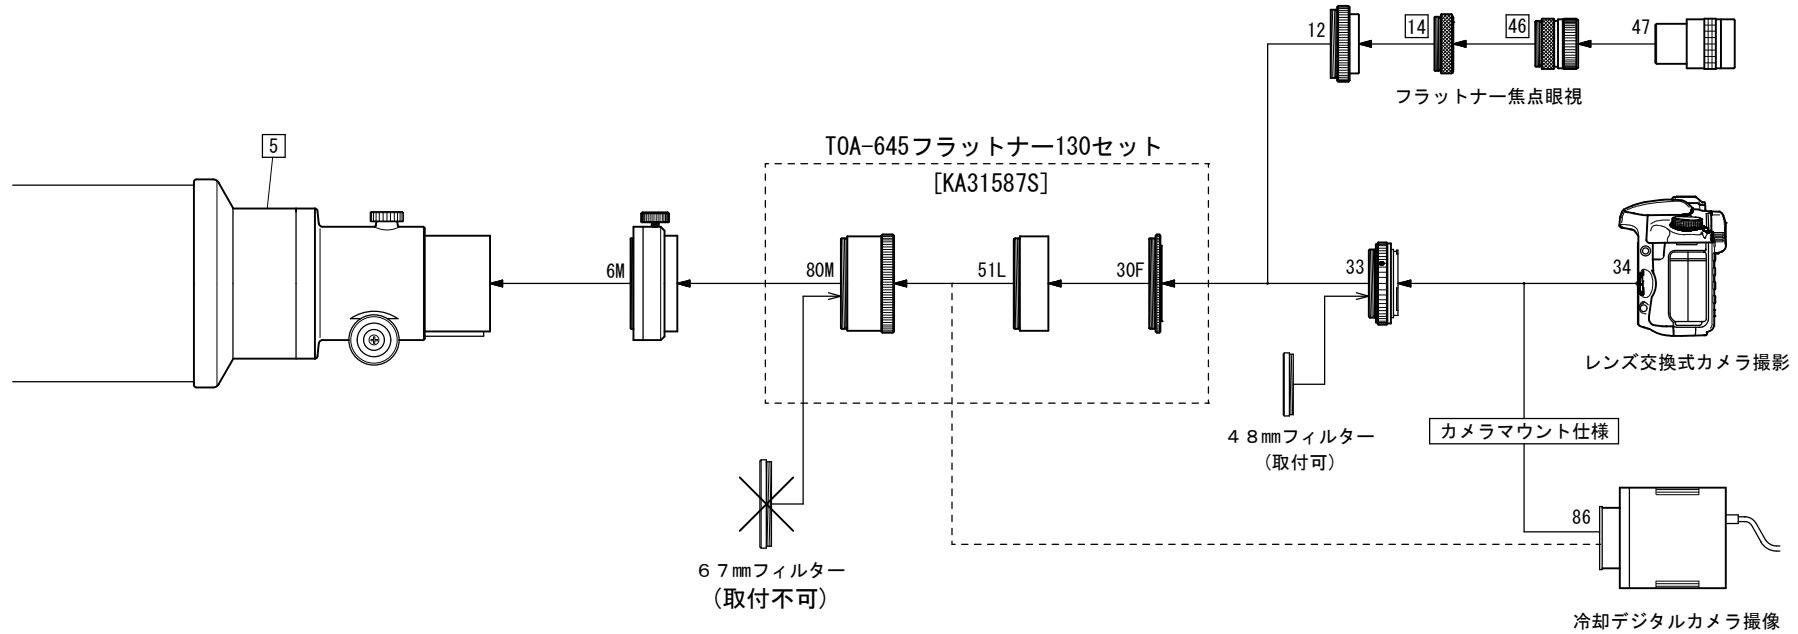 12
14
46
47
フラットナー焦点眼視
5
TOA-645フラットナー130セット
[KA31587S]
6M
80M
51L
30F
33
34
レンズ交換式カメラ撮影
48㎜フィルター
(取付可)
カメラマウント仕様
67㎜フィルター
(取付不可)
86
冷却デジタルカメラ撮像